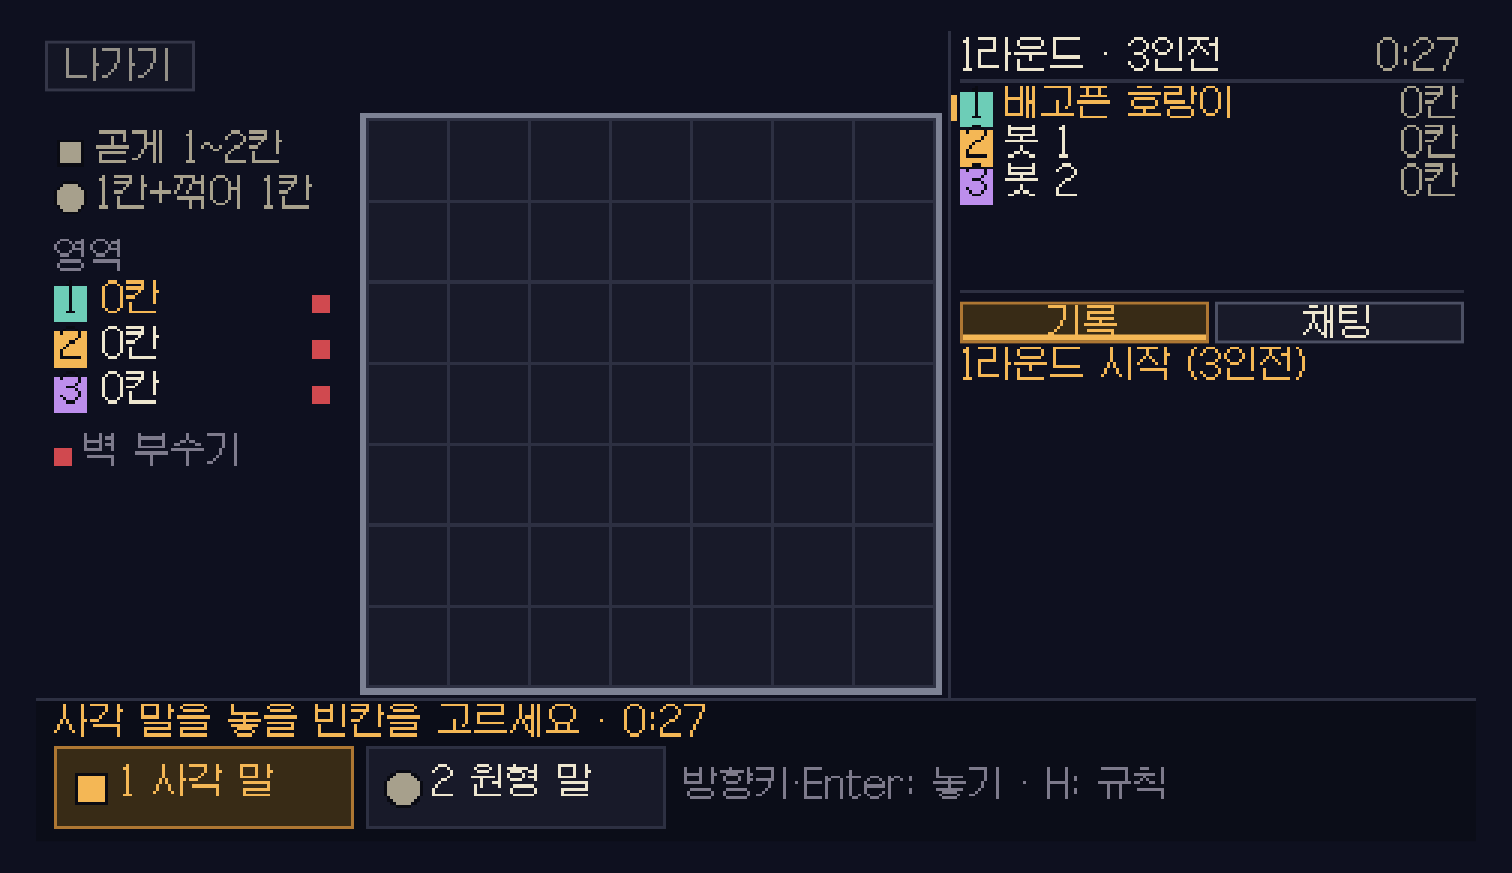 나가기
곧게 1~2칸
1칸+꺾어 1칸
영역
1 0칸
2 0칸
3 0칸
벽 부수기
1라운드 · 3인전 0:27
1 배고픈 호랑이 0칸
2 봇 1 0칸
3 봇 2 0칸
기록 채팅
1라운드 시작 (3인전)
사각 말을 놓을 빈칸을 고르세요 · 0:27
1 사각 말
2 원형 말
방향키·Enter: 놓기 · H: 규칙